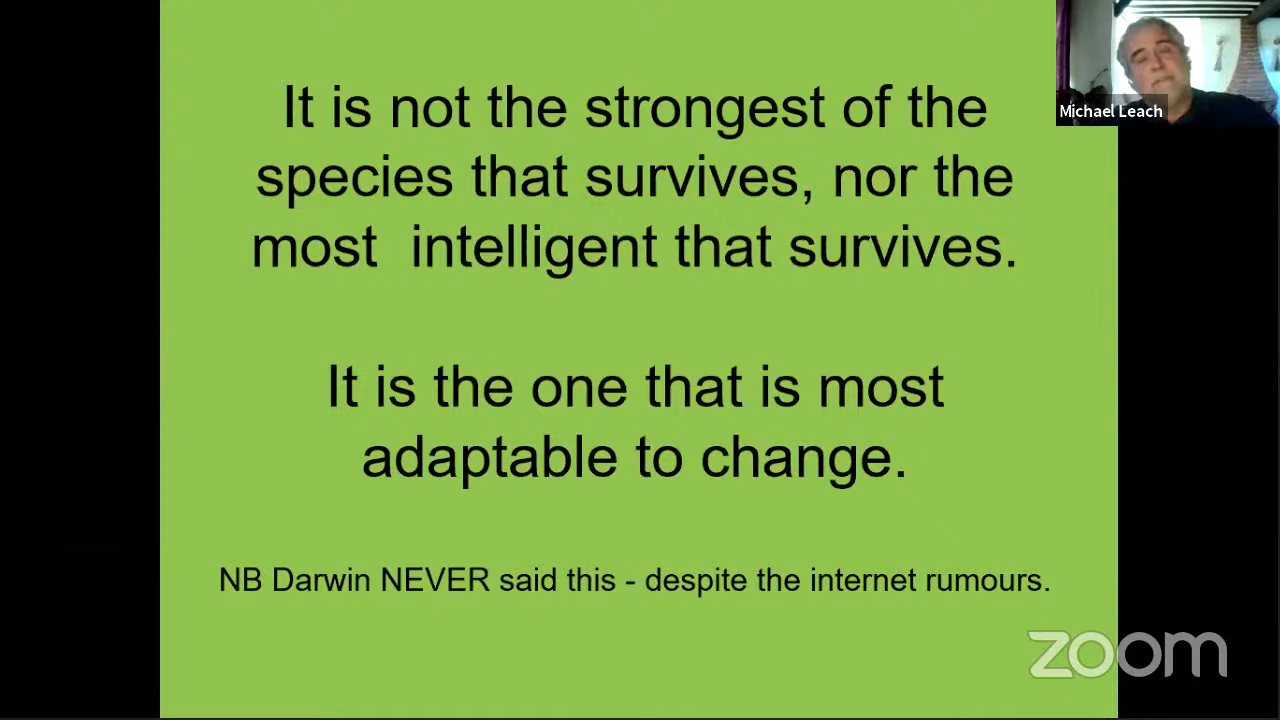 It is not the strongest of the
species that survives, nor the
most  intelligent that survives.
It is the one that is most
adaptable to change.
NB Darwin NEVER said this - despite the internet rumours.
Michael Leach
zoom